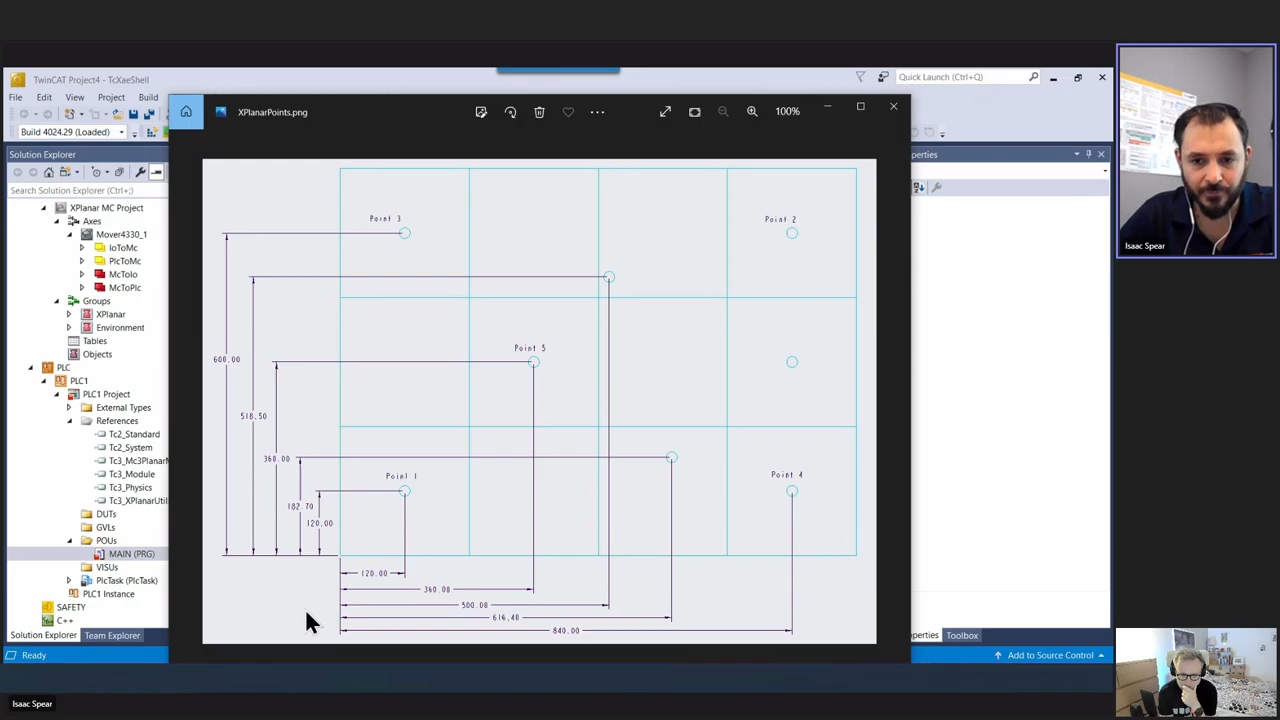 TwinCAT Project4 - TcXaeShell
Quick Launch (Ctrl+Q)
File Edit View Project Build
Build 4024.29 (Loaded)
XPlanarPoints.png
100%
Solution Explorer
Search Solution Explorer (Ctrl+;)
XPlanar MC Project
Axes
Mover4330_1
IoToMc
PlcToMc
McToIo
McToPlc
Groups
XPlanar
Environment
Tables
Objects
PLC
PLC1
PLC1 Project
External Types
References
Tc2_Standard
Tc2_System
Tc3_Mc3PlanarM
Tc3_Module
Tc3_Physics
Tc3_XPlanarUtil
DUTs
GVLs
POUs
MAIN (PRG)
VISUs
PlcTask (PlcTask)
PLC1 Instance
SAFETY
C++
Solution Explorer Team Explorer
Ready
Point 3
Point 2
Point 5
Point 1
Point 4
600.00
518.50
360.00
182.70
120.00
120.00
360.00
500.00
616.40
840.00
operties
operties Toolbox
Add to Source Control
Isaac Spear
Isaac Spear